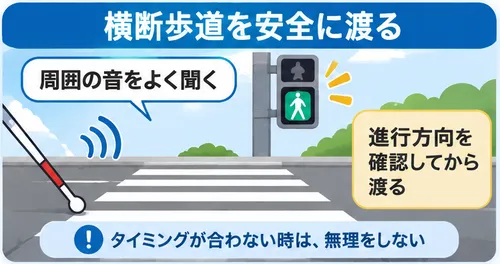 横断歩道を安全に渡る
周囲の音をよく聞く
進行方向を
確認してから
渡る
! タイミングが合わない時は、無理をしない